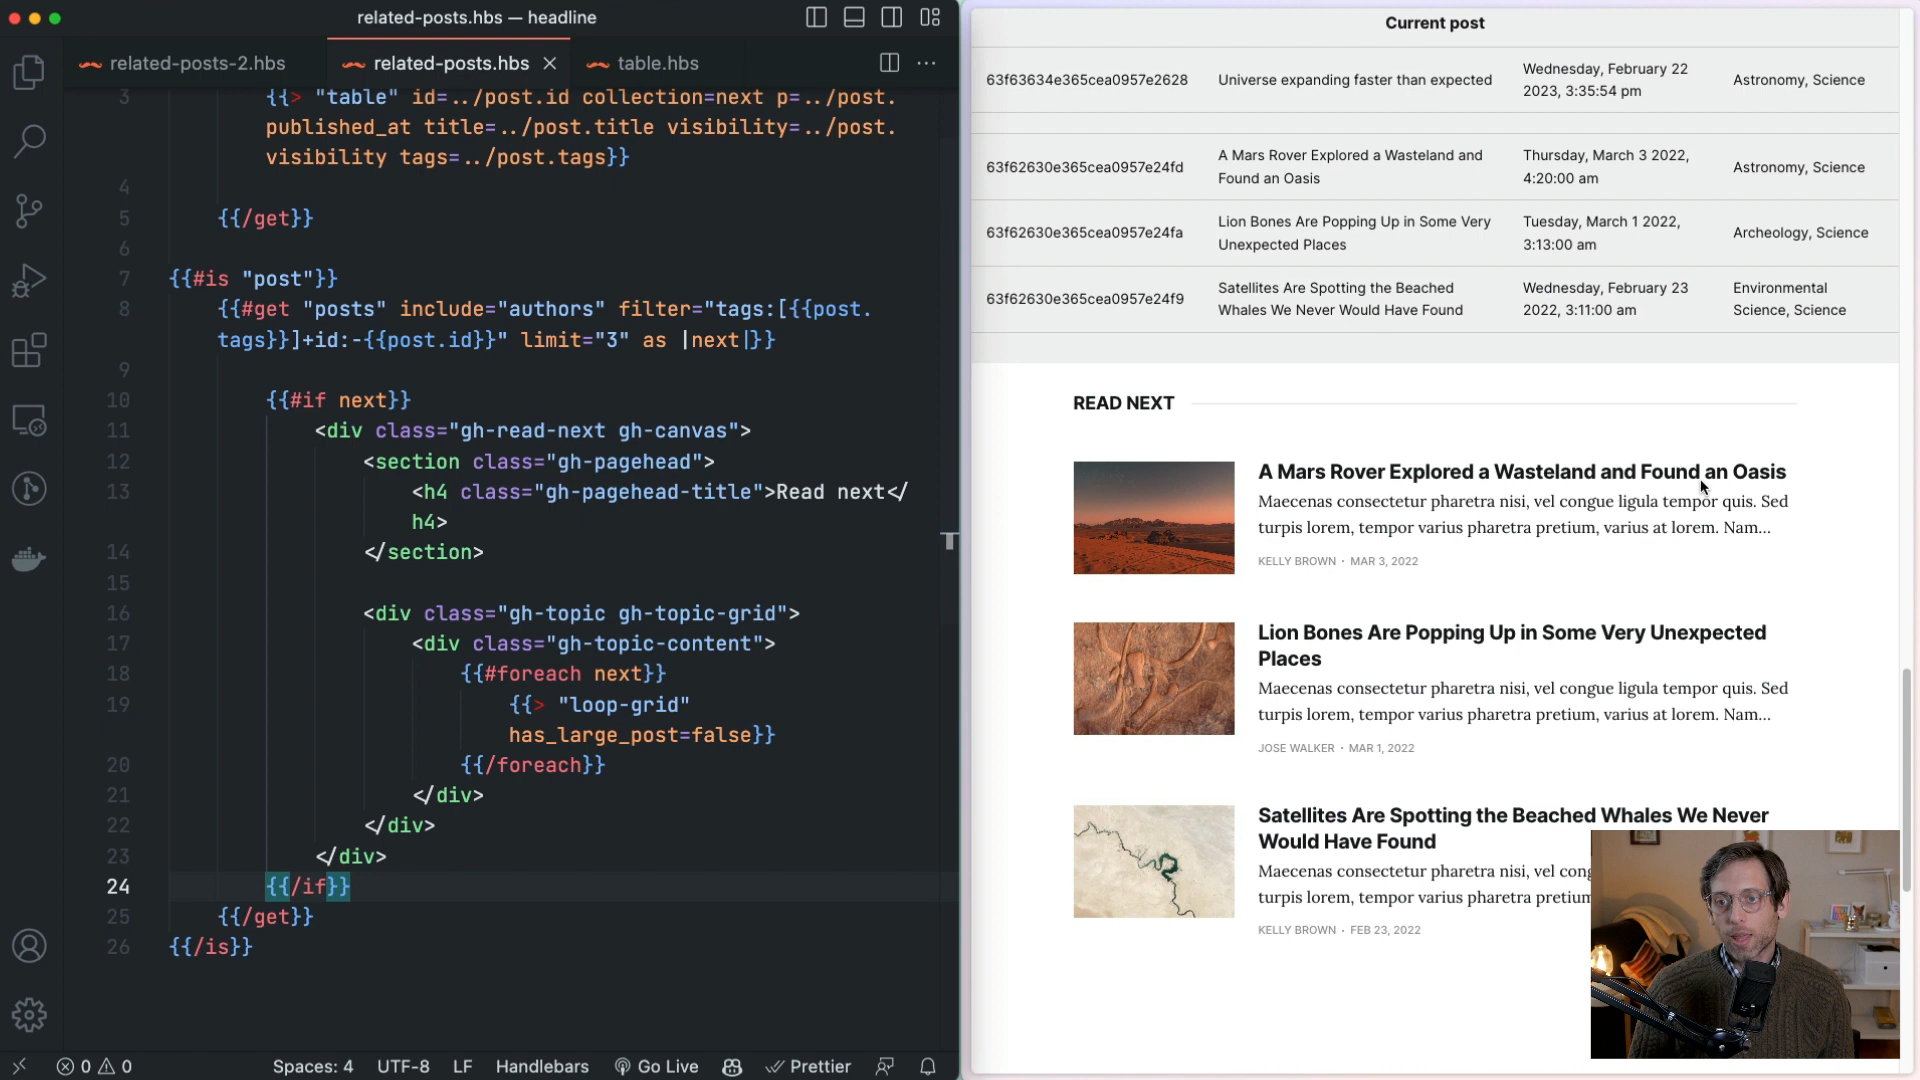 related-posts.hbs — headline
related-posts-2.hbs
related-posts.hbs
table.hbs
3 {{> "table" id=../post.id collection=next p=../post.
published_at title=../post.title visibility=../post.
visibility tags=../post.tags}}
4
5 {{/get}}
6
7 {{#is "post"}}
8 {{#get "posts" include="authors" filter="tags:[{{post.
tags}}]+id:-{{post.id}}" limit="3" as |next|}}
9
10 {{#if next}}
11 <div class="gh-read-next gh-canvas">
12 <section class="gh-pagehead">
13 <h4 class="gh-pagehead-title">Read next</
h4>
14 </section>
15
16 <div class="gh-topic gh-topic-grid">
17 <div class="gh-topic-content">
18 {{#foreach next}}
19 {{> "loop-grid"
has_large_post=false}}
20 {{/foreach}}
21 </div>
22 </div>
23 </div>
24 {{/if}}
25 {{/get}}
26 {{/is}}
0 0
Spaces: 4
UTF-8
LF
Handlebars
Go Live
Prettier
Current post
63f63634e365cea0957e2628
Universe expanding faster than expected
Wednesday, February 22
2023, 3:35:54 pm
Astronomy, Science
63f62630e365cea0957e24fd
A Mars Rover Explored a Wasteland and
Found an Oasis
Thursday, March 3 2022,
4:20:00 am
Astronomy, Science
63f62630e365cea0957e24fa
Lion Bones Are Popping Up in Some Very
Unexpected Places
Tuesday, March 1 2022,
3:13:00 am
Archeology, Science
63f62630e365cea0957e24f9
Satellites Are Spotting the Beached
Whales We Never Would Have Found
Wednesday, February 23
2022, 3:11:00 am
Environmental
Science, Science
READ NEXT
A Mars Rover Explored a Wasteland and Found an Oasis
Maecenas consectetur pharetra nisi, vel congue ligula tempor quis. Sed
turpis lorem, tempor varius pharetra pretium, varius at lorem. Nam...
KELLY BROWN · MAR 3, 2022
Lion Bones Are Popping Up in Some Very Unexpected
Places
Maecenas consectetur pharetra nisi, vel congue ligula tempor quis. Sed
turpis lorem, tempor varius pharetra pretium, varius at lorem. Nam...
JOSE WALKER · MAR 1, 2022
Satellites Are Spotting the Beached Whales We Never
Would Have Found
Maecenas consectetur pharetra nisi, vel cong
turpis lorem, tempor varius pharetra pretium
KELLY BROWN · FEB 23, 2022